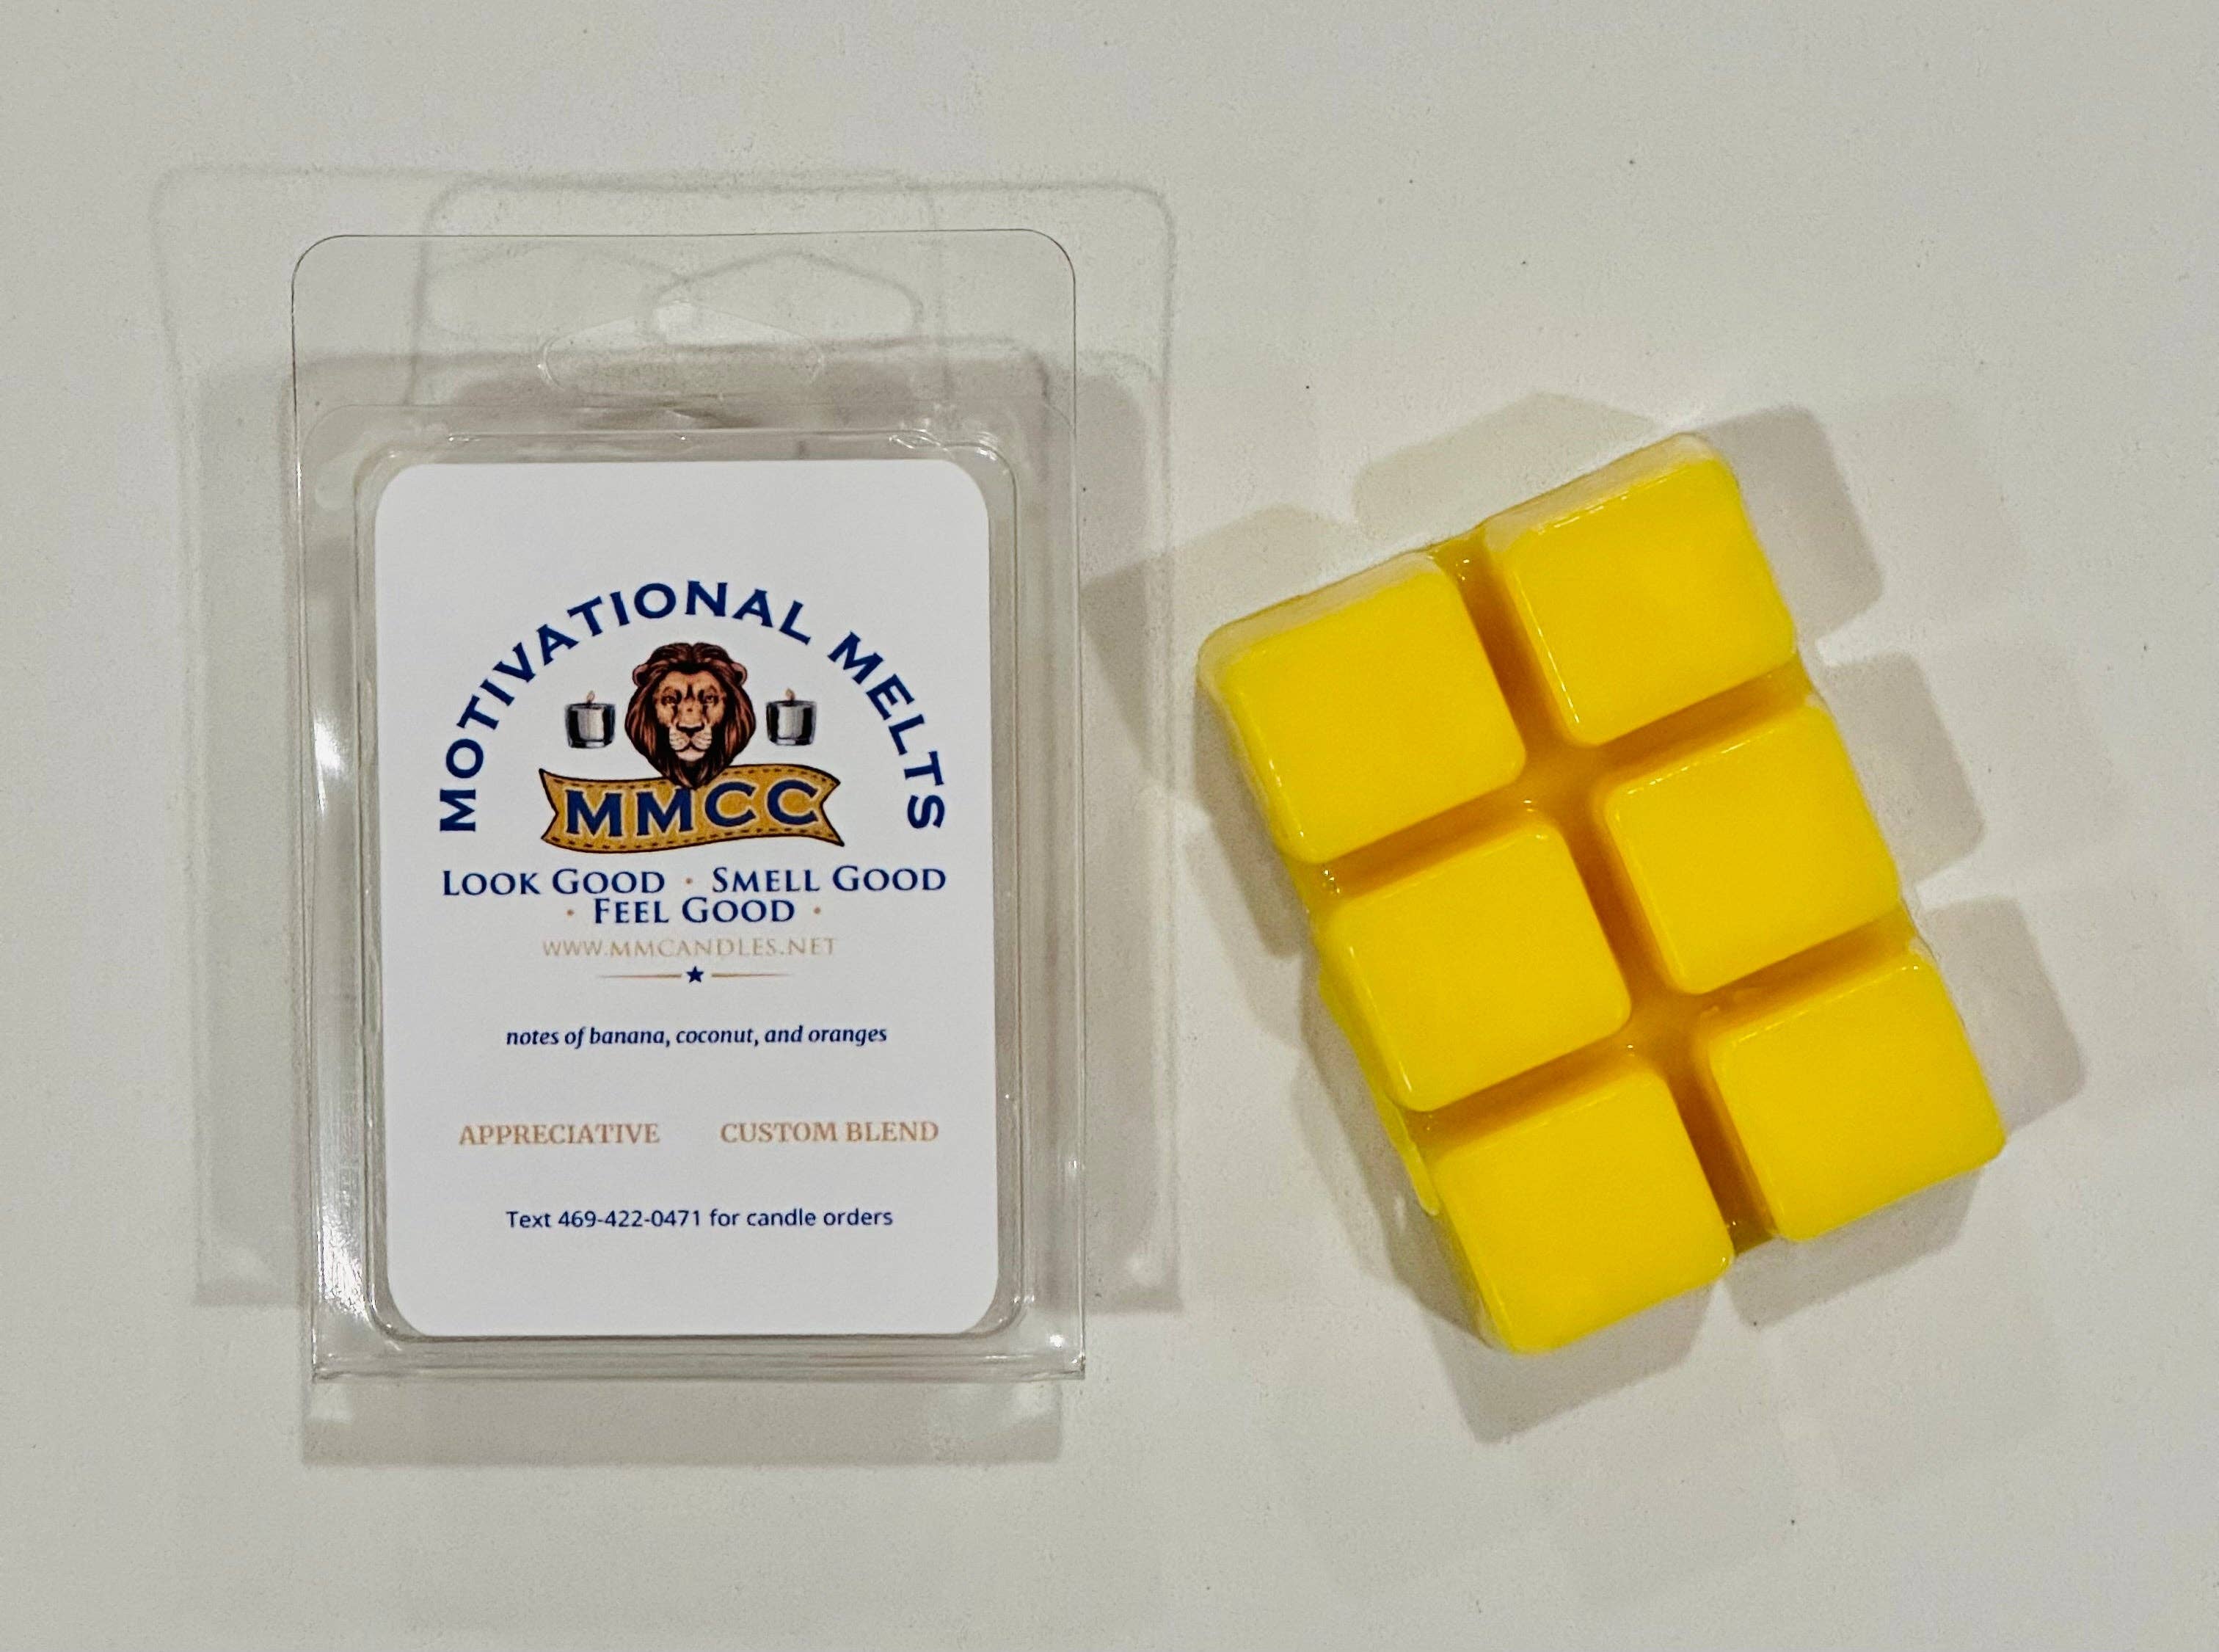 MOTIVATIONAL MELTS
MMCC
LOOK GOOD · SMELL GOOD
· FEEL GOOD ·
WWW.MMCANDLES.NET
notes of banana, coconut, and oranges
APPRECIATIVE CUSTOM BLEND
Text 469-422-0471 for candle orders